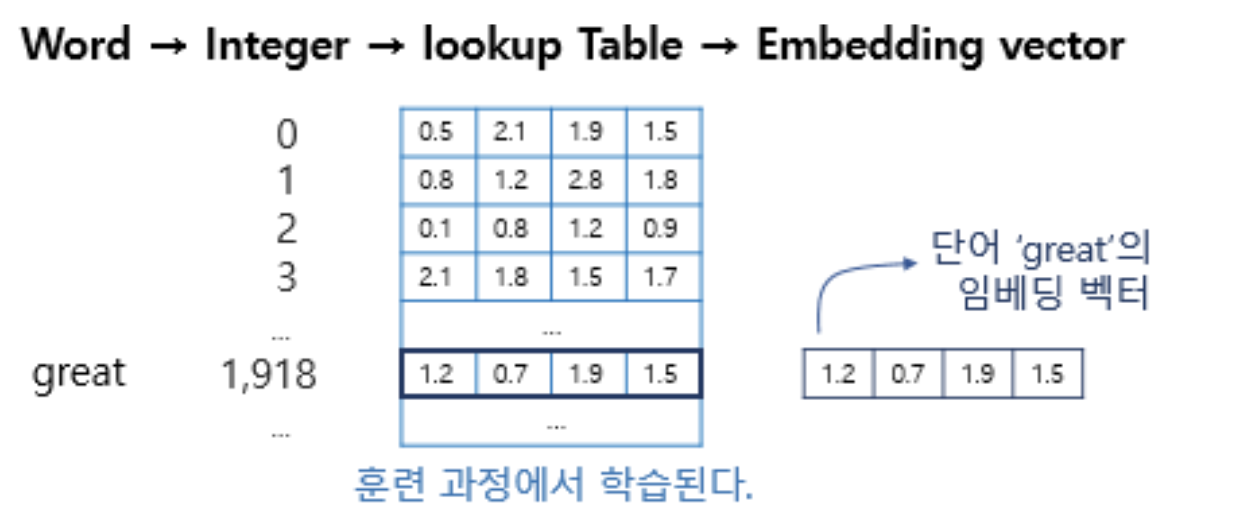 Word → Integer → lookup Table → Embedding vector
0 0.5 2.1 1.9 1.5
1 0.8 1.2 2.8 1.8
2 0.1 0.8 1.2 0.9
3 2.1 1.8 1.5 1.7
... ...
단어 ‘great’의
임베딩 벡터
great 1,918 1.2 0.7 1.9 1.5 1.2 0.7 1.9 1.5
... ...
훈련 과정에서 학습된다.